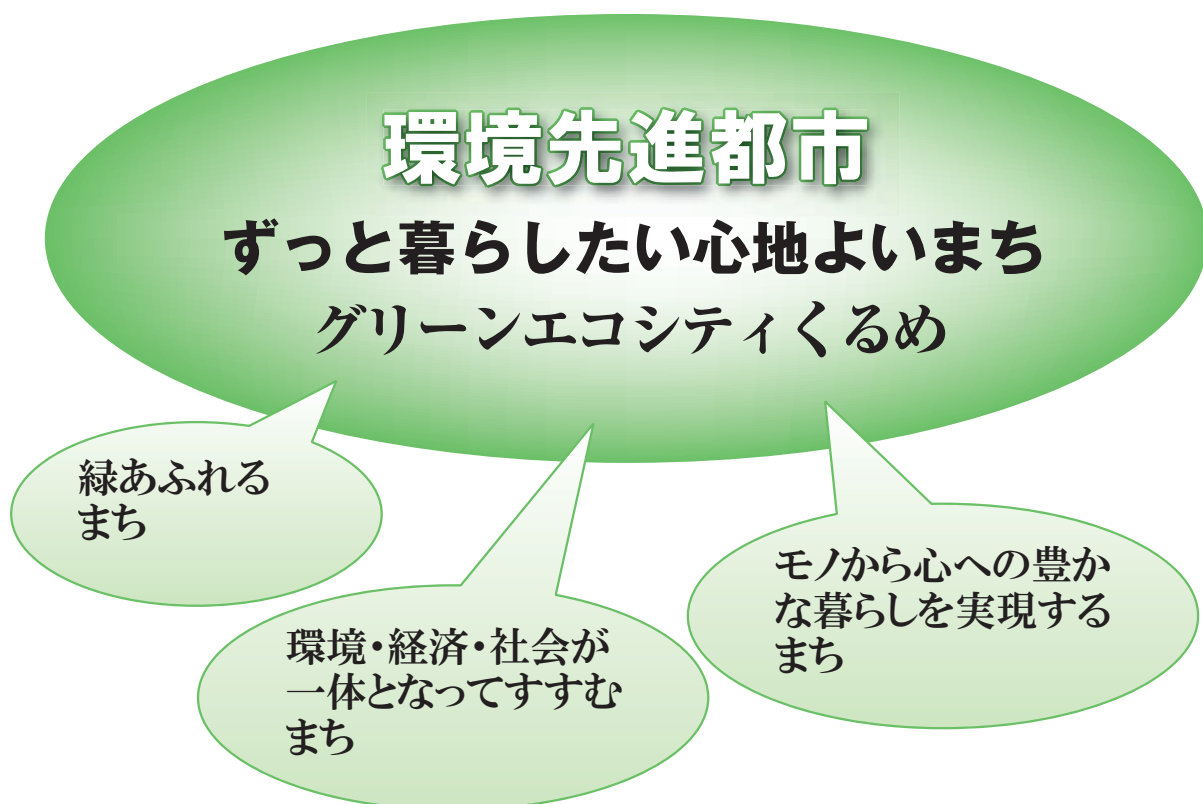 環境先進都市
ずっと暮らしたい心地よいまち
グリーンエコシティくるめ
緑あふれる
まち
環境・経済・社会が
一体となってすすむ
まち
モノから心への豊か
な暮らしを実現する
まち